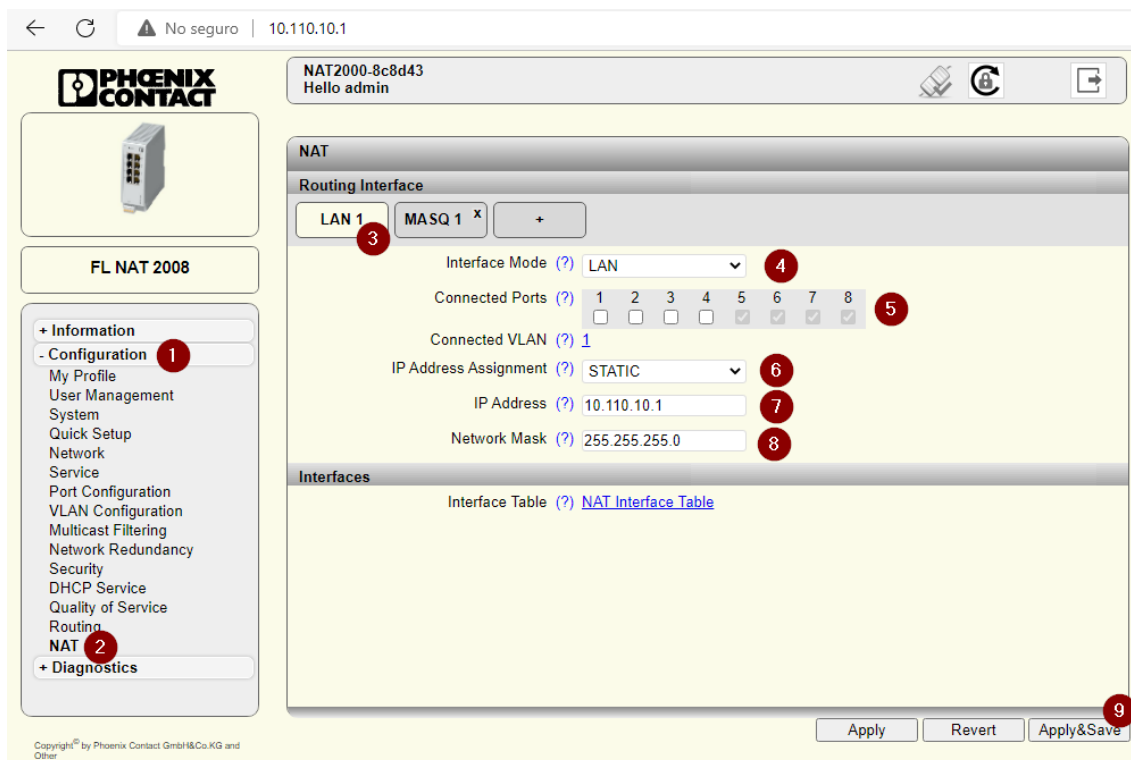 No seguro | 10.110.10.1
PHŒNIX
CONTACT
NAT2000-8c8d43
Hello admin
FL NAT 2008
+ Information
- Configuration 1
My Profile
User Management
System
Quick Setup
Network
Service
Port Configuration
VLAN Configuration
Multicast Filtering
Network Redundancy
Security
DHCP Service
Quality of Service
Routing
NAT 2
+ Diagnostics
Copyright© by Phoenix Contact GmbH&Co.KG and
Other
NAT
Routing Interface
LAN 1 MASQ 1 x +
3
Interface Mode (?) LAN 4
Connected Ports (?) 1 2 3 4 5 6 7 8 5
Connected VLAN (?) 1
IP Address Assignment (?) STATIC 6
IP Address (?) 10.110.10.1 7
Network Mask (?) 255.255.255.0 8
Interfaces
Interface Table (?) NAT Interface Table
9
Apply Revert Apply&Save